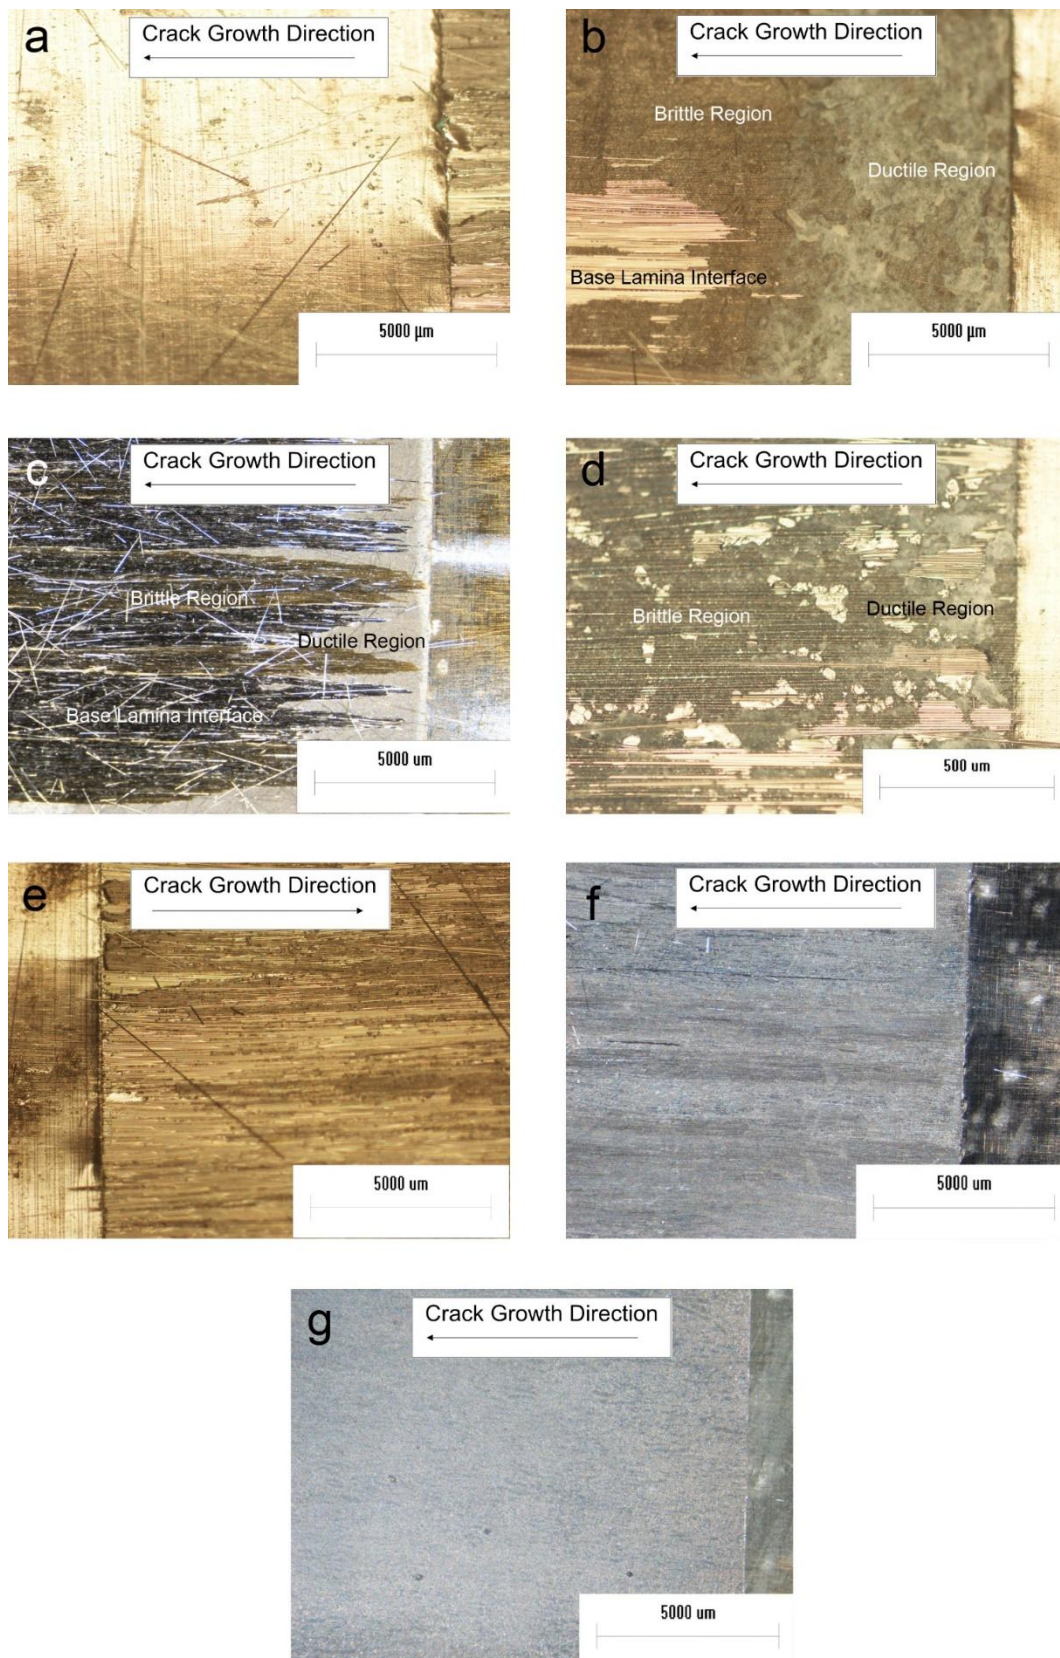 a
Crack Growth Direction
5000 µm
b
Crack Growth Direction
Brittle Region
Ductile Region
Base Lamina Interface
5000 µm
c
Crack Growth Direction
Brittle Region
Ductile Region
Base Lamina Interface
5000 um
d
Crack Growth Direction
Brittle Region
Ductile Region
500 um
e
Crack Growth Direction
5000 um
f
Crack Growth Direction
5000 um
g
Crack Growth Direction
5000 um